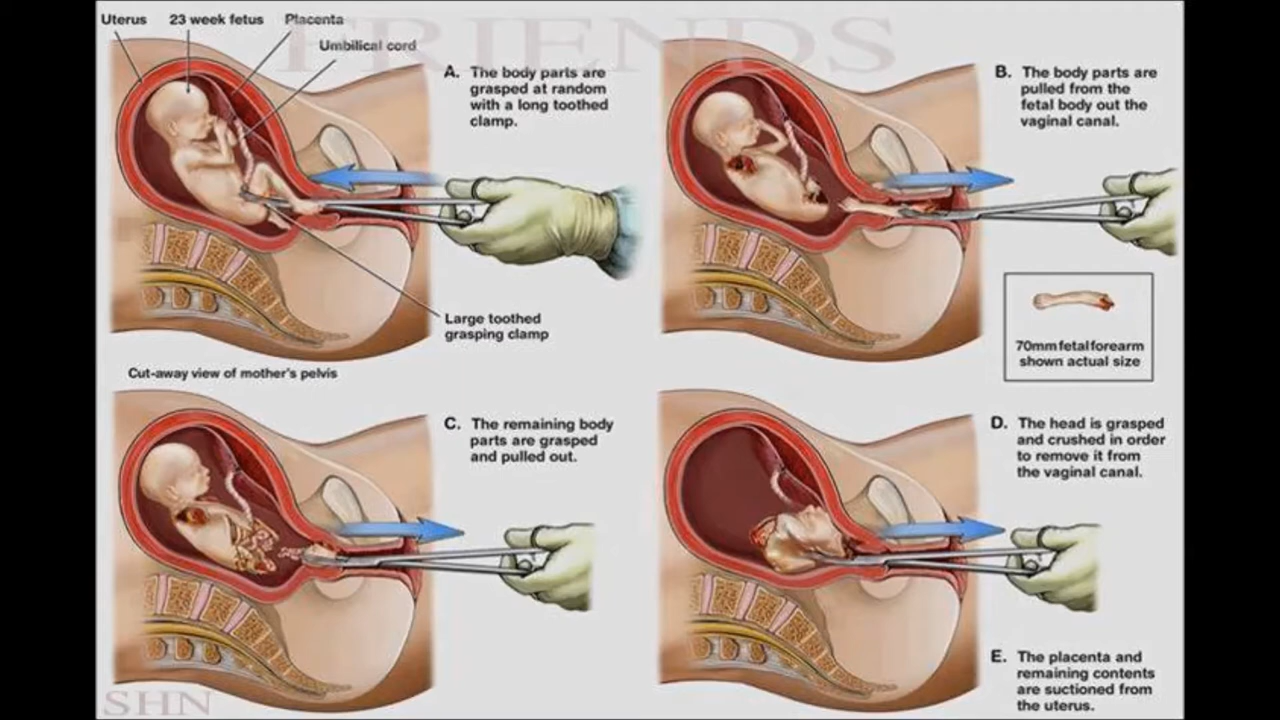 FRIENDS
Uterus
23 week fetus
Placenta
Umbilical cord
A. The body parts are
grasped at random
with a long toothed
clamp.
B. The body parts are
pulled from the
fetal body out the
vaginal canal.
Large toothed
grasping clamp
70mm fetal forearm
shown actual size
Cut-away view of mother's pelvis
C. The remaining body
parts are grasped
and pulled out.
D. The head is grasped
and crushed in order
to remove it from
the vaginal canal.
E. The placenta and
remaining contents
are suctioned from
the uterus.
SHN